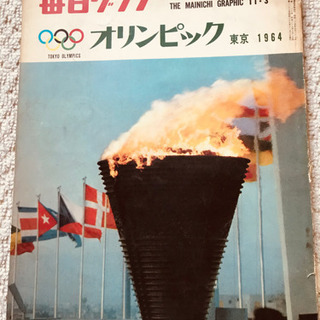 毎日グラフ
THE MAINICHI GRAPHIC 11・3
TOKYO OLYMPICS
オリンピック 東京 1964